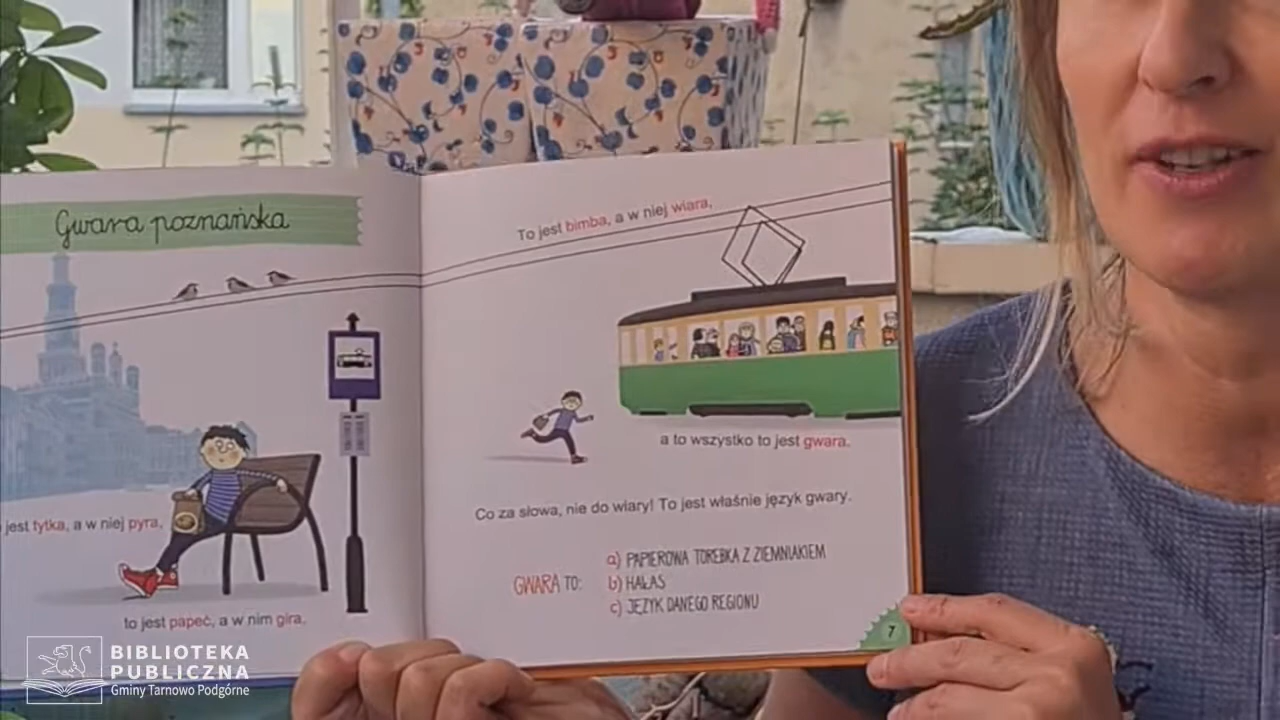 Gwara poznańska
jest tytka, a w niej pyra,
to jest papeć, a w nim gira,
To jest bimba, a w niej wiara,
a to wszystko to jest gwara.
Co za słowa, nie do wiary! To jest właśnie język gwary.
GWARA TO:
a) PAPIEROWA TOREBKA Z ZIEMNIAKIEM
b) HAŁAS
c) JĘZYK DANEGO REGIONU
7
BIBLIOTEKA
PUBLICZNA
Gminy Tarnowo Podgórne